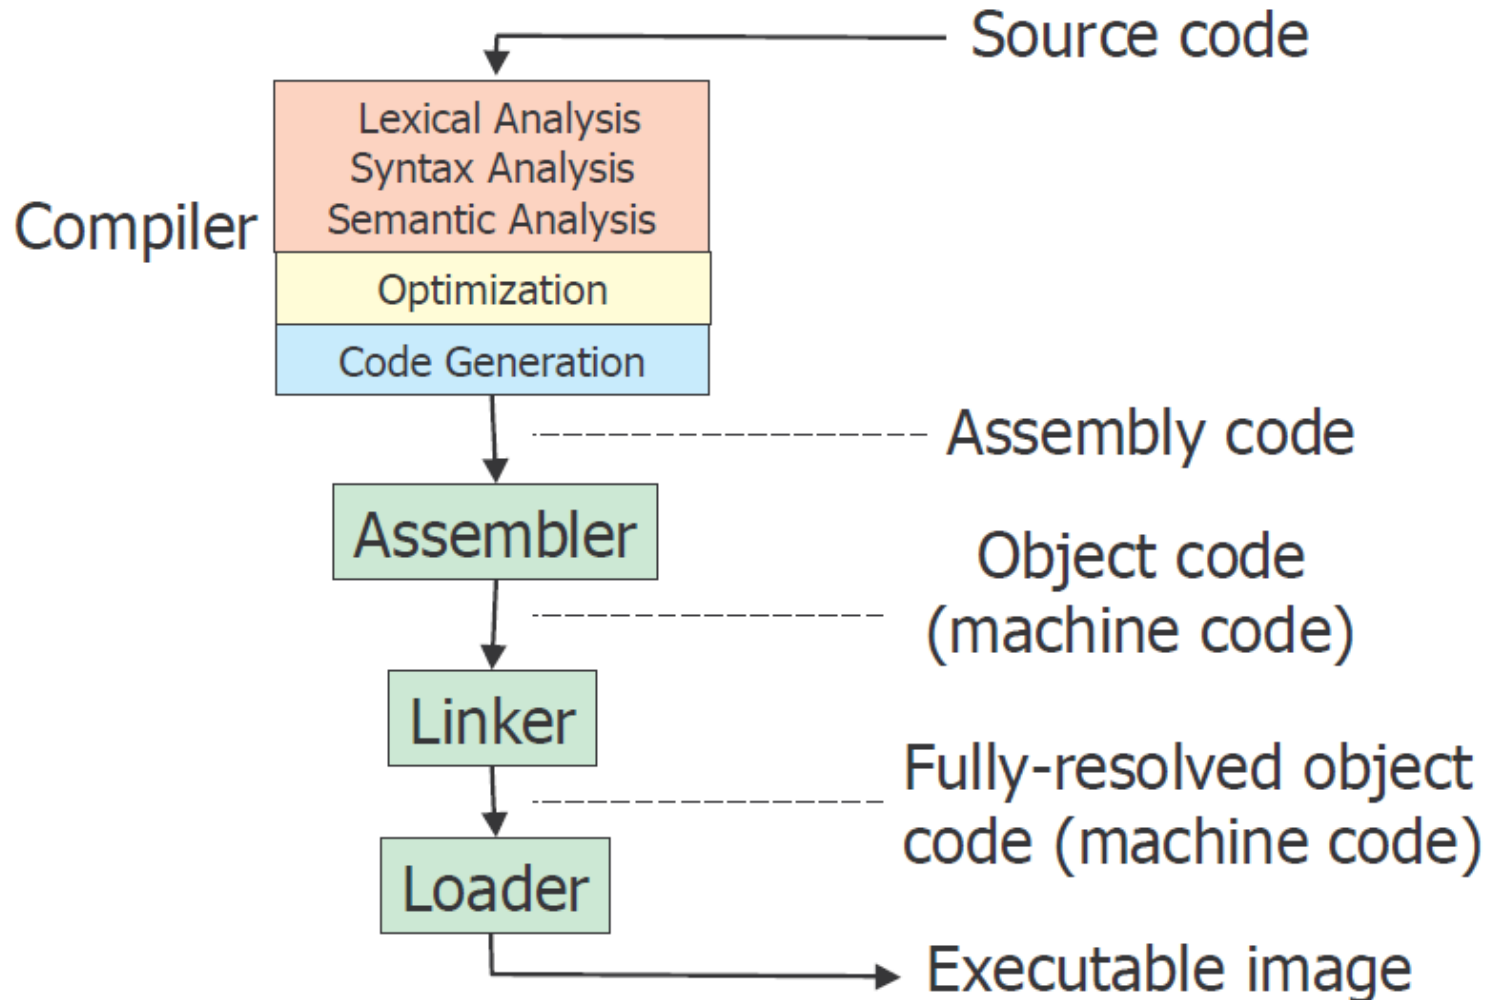 Source code
Lexical Analysis
Syntax Analysis
Semantic Analysis
Compiler
Optimization
Code Generation
Assembly code
Assembler
Object code
(machine code)
Linker
Fully-resolved object
code (machine code)
Loader
Executable image